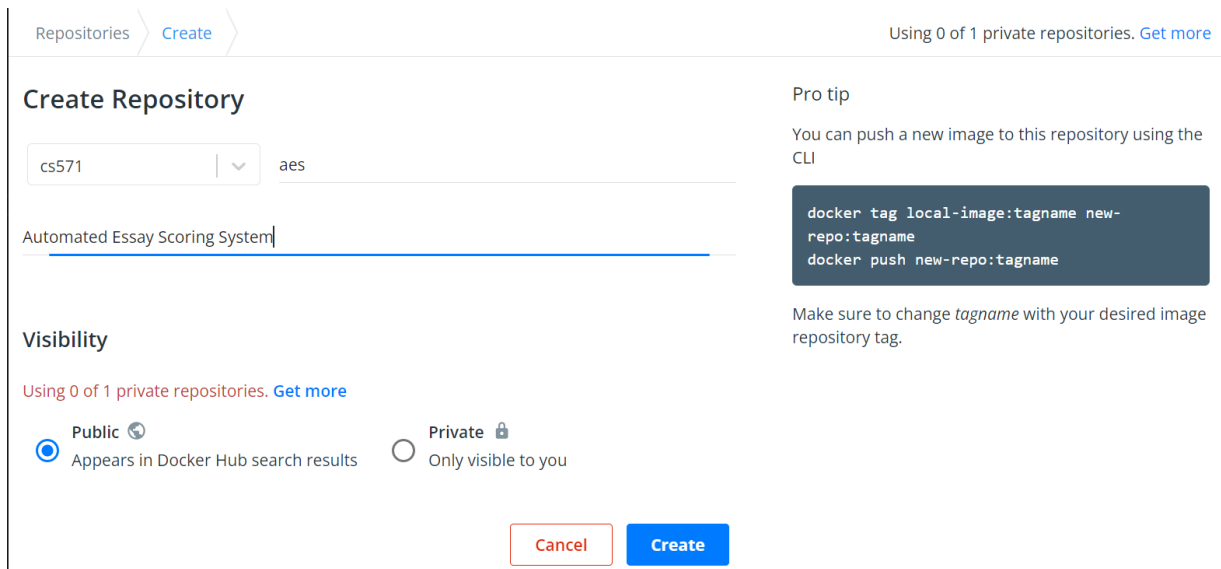 Repositories
Create
Using 0 of 1 private repositories. Get more
Create Repository
cs571
aes
Automated Essay Scoring System
Visibility
Using 0 of 1 private repositories. Get more
Public
Appears in Docker Hub search results
Private
Only visible to you
Cancel
Create
Pro tip
You can push a new image to this repository using the
CLI
docker tag local-image:tagname new-
repo:tagname
docker push new-repo:tagname
Make sure to change tagname with your desired image
repository tag.